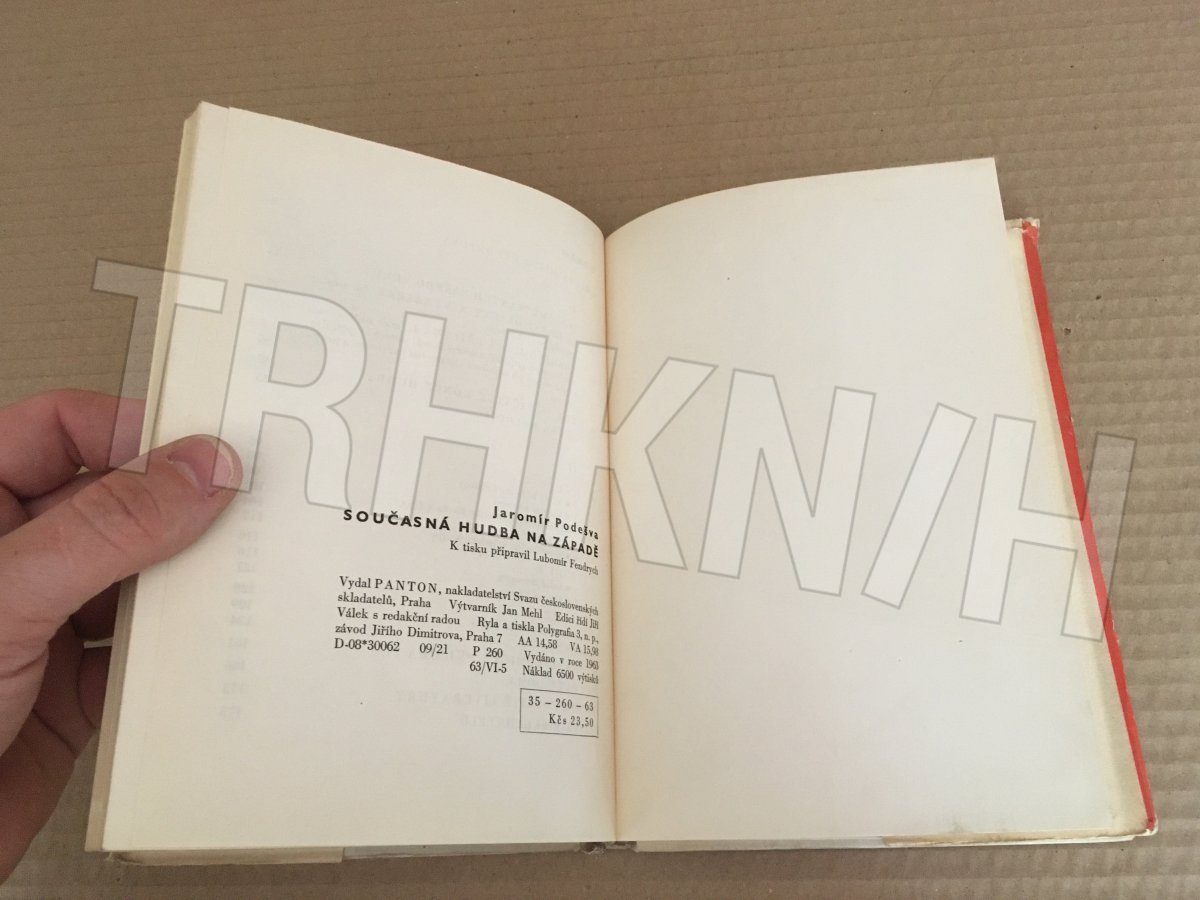 TRHKNIH
Jaromír Podešva
SOUČASNÁ HUDBA NA ZÁPADĚ
K tisku připravil Lubomír Fendrych
Vydal PANTON, nakladatelství Svazu československých
skladatelů, Praha Výtvarník Jan Mehl Edici řídí Jiří
Válek s redakční radou Ryla a tiskla Polygrafia 3, n. p.,
závod Jiřího Dimitrova, Praha 7 AA 14,58 VA 15,98
D-08*30062 09/21 P 260 Vydáno v roce 1963
63/VI-5 Náklad 6500 výtisků
35 – 260 – 63
Kčs 23,50